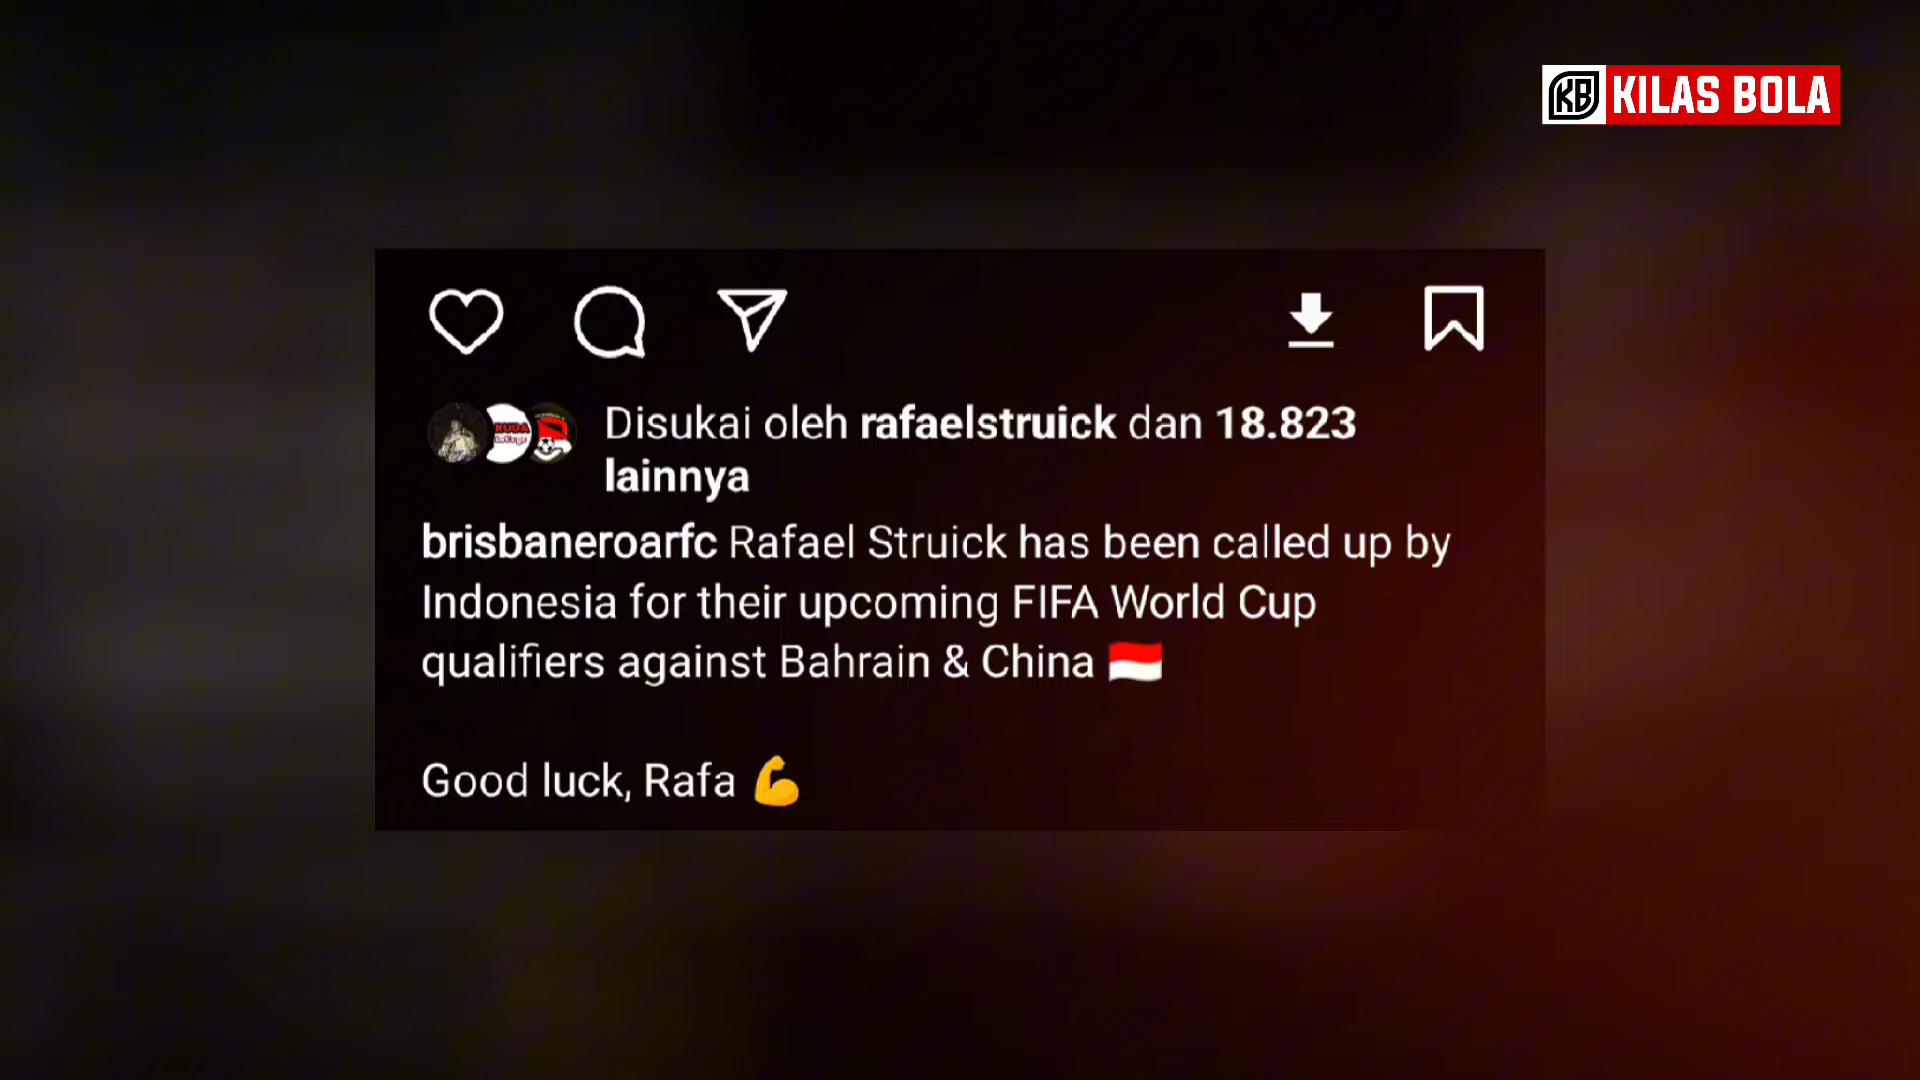 KB KILAS BOLA
Disukai oleh rafaelstruick dan 18.823
lainnya
brisbaneroarfc Rafael Struick has been called up by
Indonesia for their upcoming FIFA World Cup
qualifiers against Bahrain & China 🇮🇩
Good luck, Rafa 💪